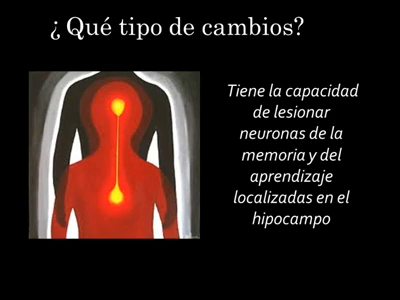 ¿ Qué tipo de cambios?
Tiene la capacidad
de lesionar
neuronas de la
memoria y del
aprendizaje
localizadas en el
hipocampo